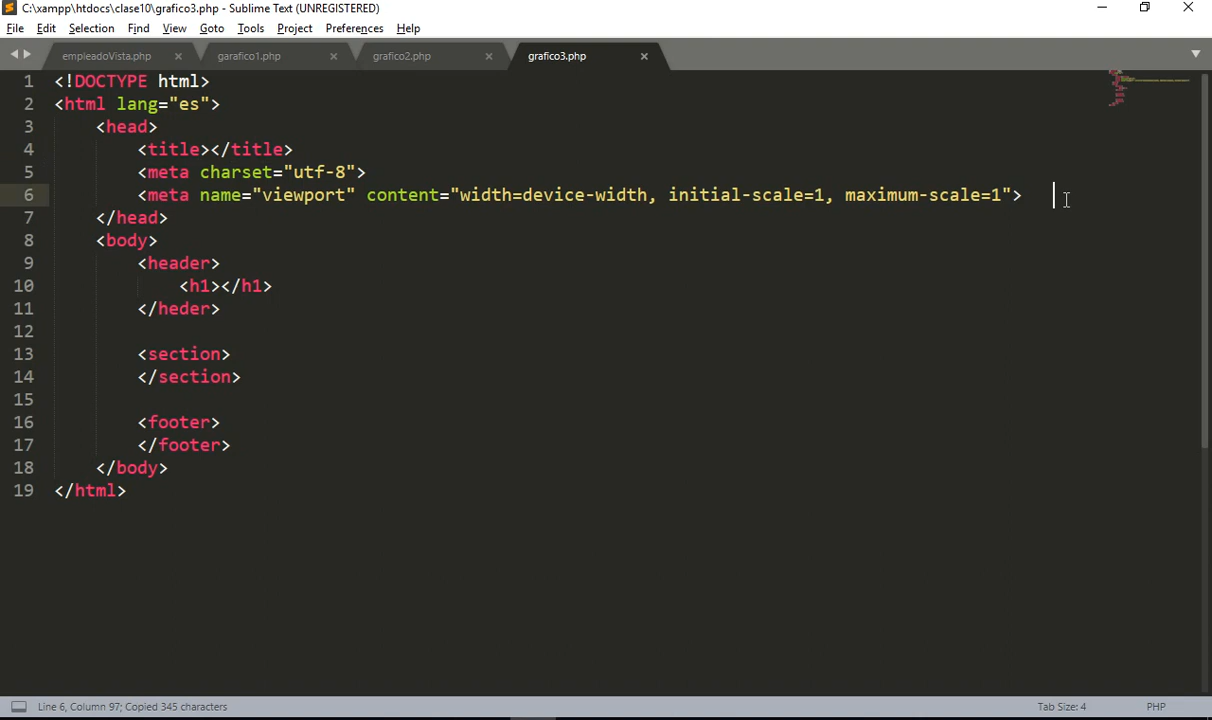 C:\xampp\htdocs\clase10\grafico3.php - Sublime Text (UNREGISTERED)
File Edit Selection Find View Goto Tools Project Preferences Help
empleadoVista.php garafico1.php grafico2.php grafico3.php
1 <!DOCTYPE html>
2 <html lang="es">
3 <head>
4 <title></title>
5 <meta charset="utf-8">
6 <meta name="viewport" content="width=device-width, initial-scale=1, maximum-scale=1">
7 </head>
8 <body>
9 <header>
10 <h1></h1>
11 </heder>
12
13 <section>
14 </section>
15
16 <footer>
17 </footer>
18 </body>
19 </html>
Line 6, Column 97; Copied 345 characters Tab Size: 4 PHP